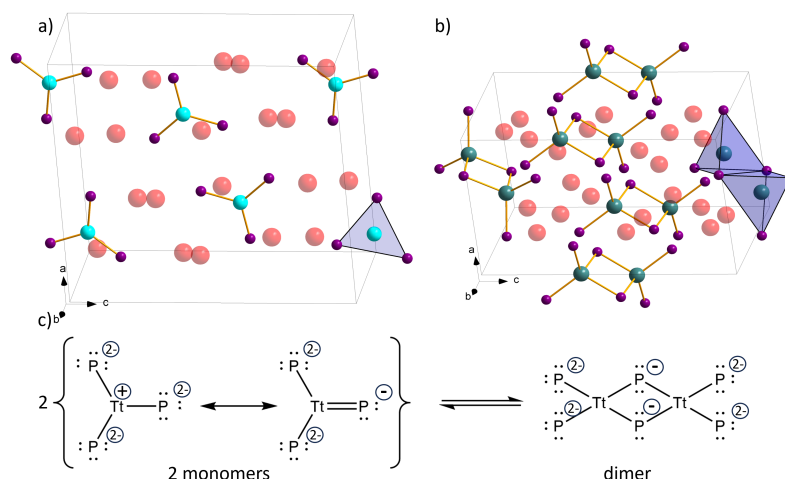 a)
b)
a
b
c
a
b
c
c)
2
P 2-
P 2-
Tt +
P 2-
P 2-
Tt
P -
P 2-
2 monomers
P 2-
P -
P 2-
Tt
Tt
P 2-
P -
P 2-
dimer